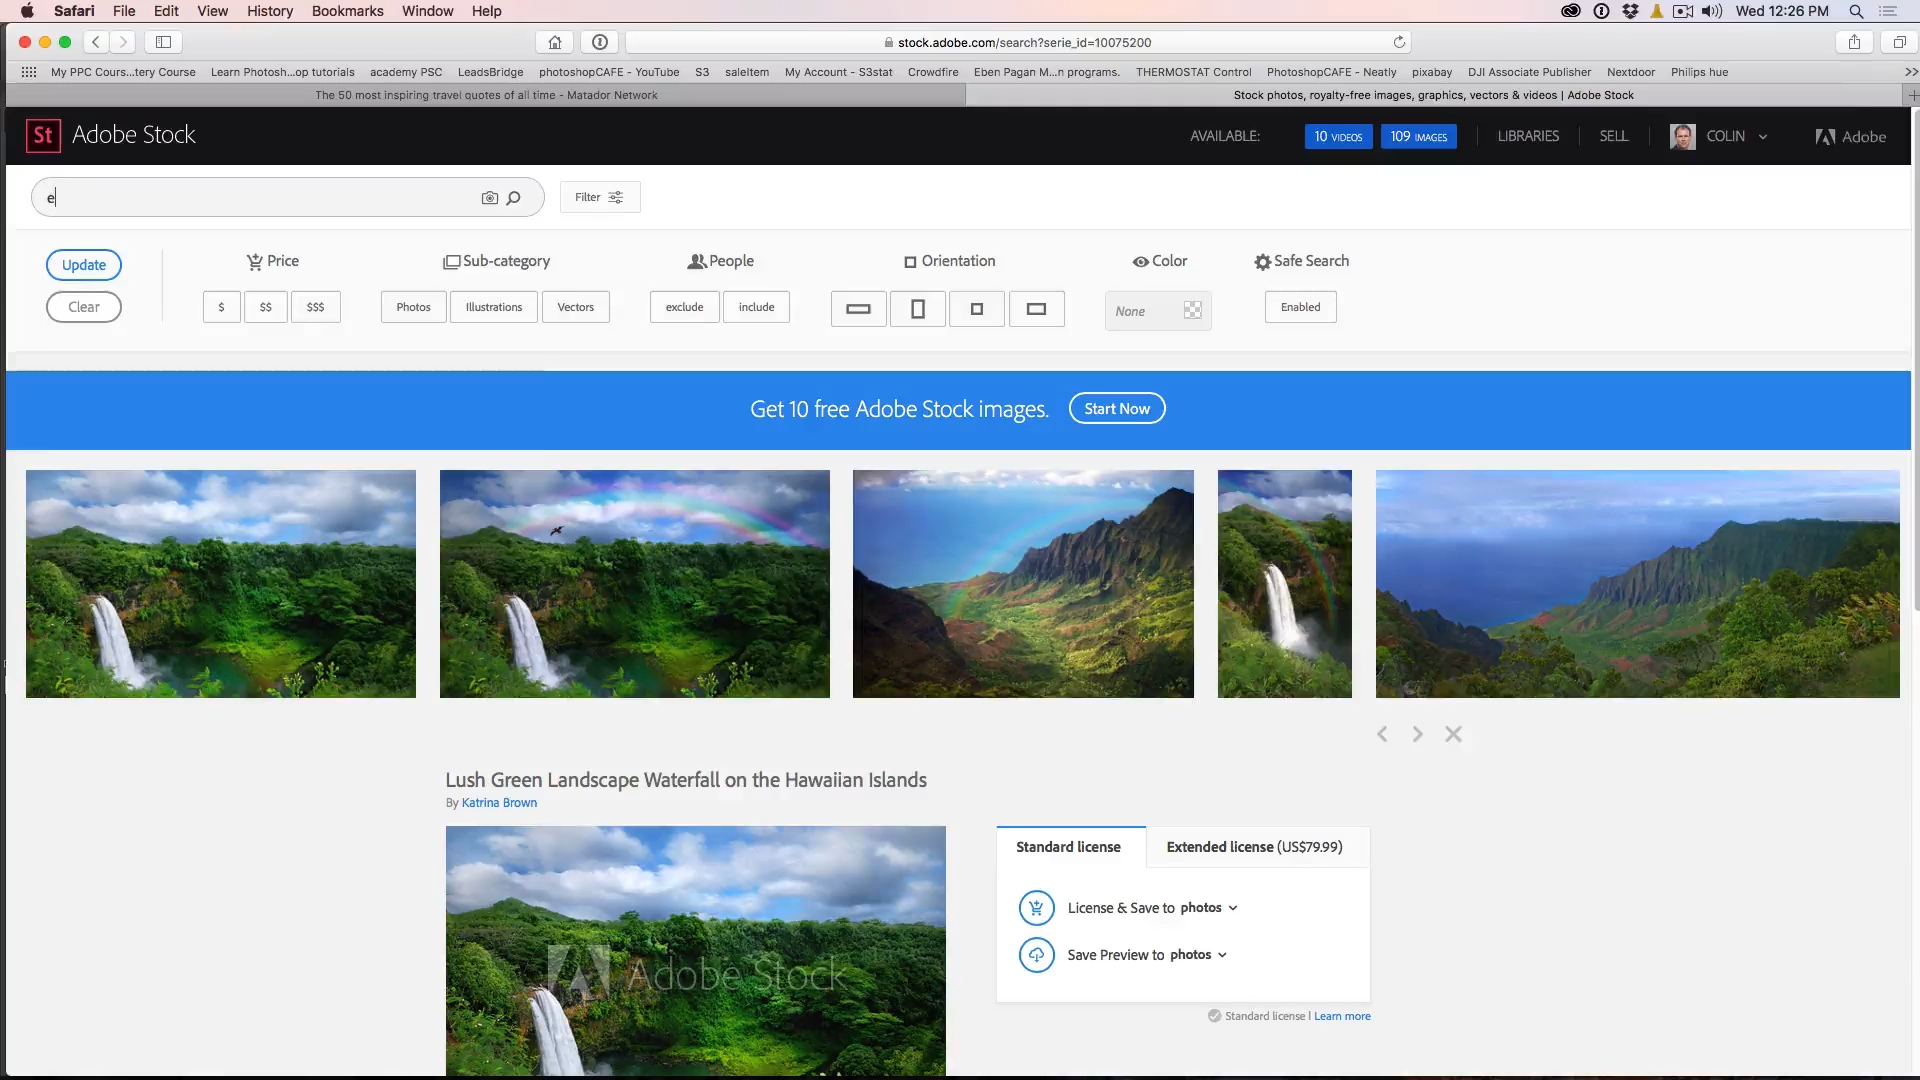 Safari File Edit View History Bookmarks Window Help Wed 12:26 PM
stock.adobe.com/search?serie_id=10075200
My PPC Cours...tery Course Learn Photosh...op tutorials academy PSC LeadsBridge photoshopCAFE - YouTube S3 saleItem My Account - S3stat Crowdfire Eben Pagan M...n programs. THERMOSTAT Control PhotoshopCAFE - Neatly pixabay DJI Associate Publisher Nextdoor Philips hue
The 50 most inspiring travel quotes of all time - Matador Network Stock photos, royalty-free images, graphics, vectors & videos | Adobe Stock
St Adobe Stock AVAILABLE: 10 VIDEOS 109 IMAGES LIBRARIES SELL COLIN Adobe
e Filter
Update Price Sub-category People Orientation Color Safe Search
Clear $ $$ $$$ Photos Illustrations Vectors exclude include None Enabled
Get 10 free Adobe Stock images. Start Now
Lush Green Landscape Waterfall on the Hawaiian Islands
By Katrina Brown
Standard license Extended license (US$79.99)
License & Save to photos
Adobe Stock
Save Preview to photos
Standard license | Learn more